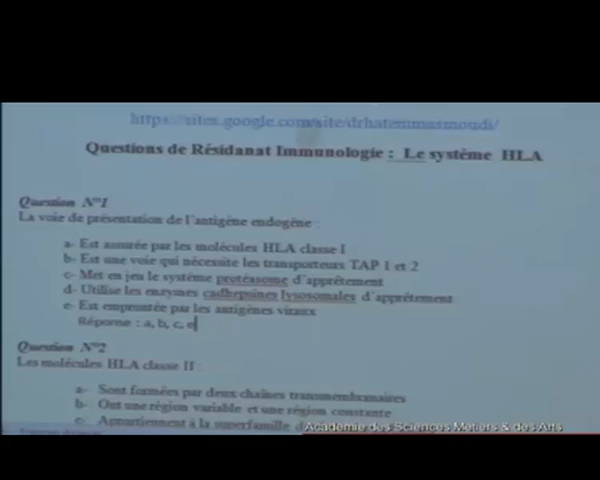 https://sites.google.com/site/drhatemmasmoudi/
Questions de Résidanat Immunologie : Le système HLA
Question N°1
La voie de présentation de l'antigène endogène :
a- Est assurée par les molécules HLA classe I
b- Est une voie qui nécessite les transporteurs TAP 1 et 2
c- Met en jeu le système protéasome d'apprêtement
d- Utilise les enzymes cadhepsines lysosomales d'apprêtement
e- Est empruntée par les antigènes viraux
Réponse : a, b, c, e
Question N°2
Les molécules HLA classe II :
a- Sont formées par deux chaînes transmembranaires
b- Ont une région variable et une région constante
c- Appartiennent à la superfamille
Académie des Sciences Métiers & des Arts